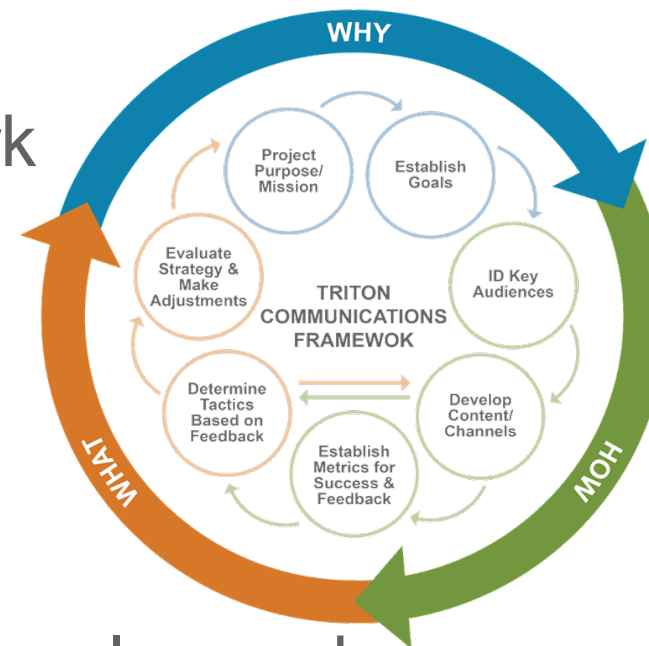 WHY
Project
Purpose/
Mission
Establish
Goals
Evaluate
Strategy &
Make
Adjustments
ID Key
Audiences
TRITON
COMMUNICATIONS
FRAMEWOK
Determine
Tactics
Based on
Feedback
Develop
Content/
Channels
Establish
Metrics for
Success &
Feedback
WHAT
HOW